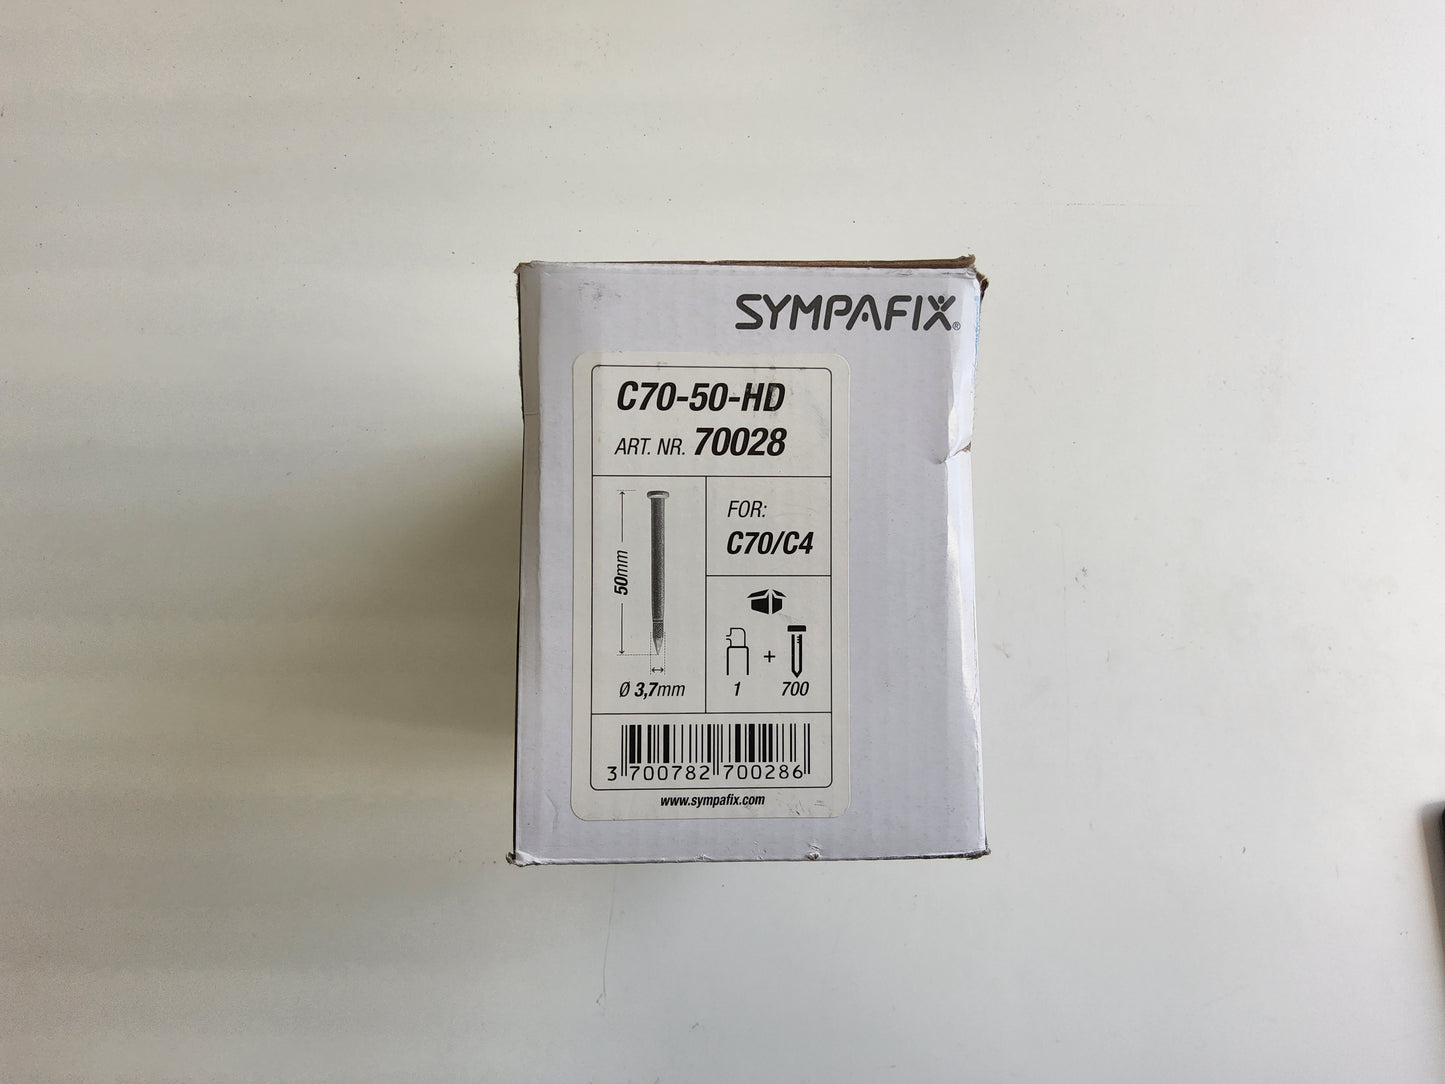 SYMPAFIX®
C70-50-HD
ART. NR. 70028
50mm
Ø 3,7mm
FOR:
C70/C4
+
1 700
3 700782 700286
www.sympafix.com